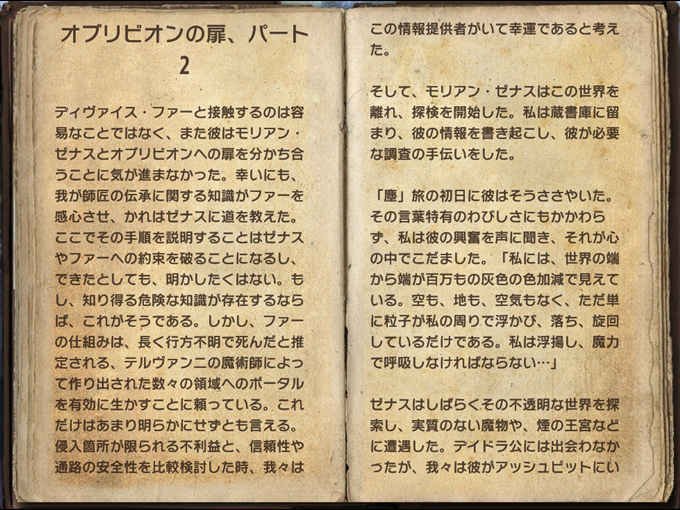 オブリビオンの扉、パート
2
ディヴァイス・ファーと接触するのは容
易なことではなく、また彼はモリアン・
ゼナスとオブリビオンへの扉を分かち合
うことに気が進まなかった。幸いにも、
我が師匠の伝承に関する知識がファーを
感心させ、かれはゼナスに道を教えた。
ここでその手順を説明することはゼナス
やファーへの約束を破ることになるし、
できたとしても、明かしたくはない。も
し、知り得る危険な知識が存在するなら
ば、これがそうである。しかし、ファー
の仕組みは、長く行方不明で死んだと推
定される、テルヴァンニの魔術師によっ
て作り出された数々の領域へのポータル
を有効に生かすことに頼っている。これ
だけはあまり明らかにせずとも言える。
侵入箇所が限られる不利益と、信頼性や
通路の安全性を比較検討した時、我々は
この情報提供者がいて幸運であると考え
た。
そして、モリアン・ゼナスはこの世界を
離れ、探検を開始した。私は蔵書庫に留
まり、彼の情報を書き起こし、彼が必要
な調査の手伝いをした。
「塵」旅の初日に彼はそうささやいた。
その言葉特有のわびしさにもかかわら
ず、私は彼の興奮を声に聞き、それが心
の中でこだました。「私には、世界の端
から端が百万もの灰色の色加減で見えて
いる。空も、地も、空気もなく、ただ単
に粒子が私の周りで浮かび、落ち、旋回
しているだけである。私は浮揚し、魔力
で呼吸しなければならない…」
ゼナスはしばらくその不透明な世界を探
索し、実質のない魔物や、煙の王宮など
に遭遇した。デイドラ公には出会わなか
ったが、我々は彼がアッシュピットにい